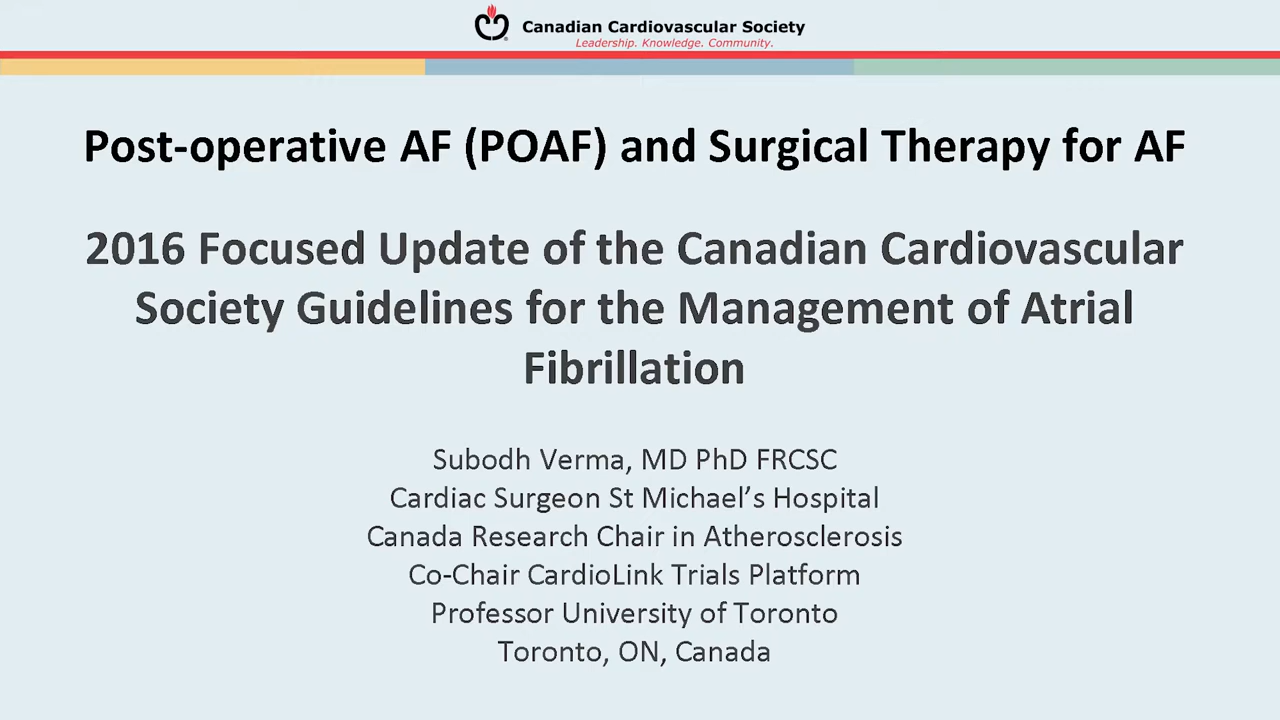 Canadian Cardiovascular Society
Leadership. Knowledge. Community.
Post-operative AF (POAF) and Surgical Therapy for AF
2016 Focused Update of the Canadian Cardiovascular
Society Guidelines for the Management of Atrial
Fibrillation
Subodh Verma, MD PhD FRCSC
Cardiac Surgeon St Michael’s Hospital
Canada Research Chair in Atherosclerosis
Co-Chair CardioLink Trials Platform
Professor University of Toronto
Toronto, ON, Canada